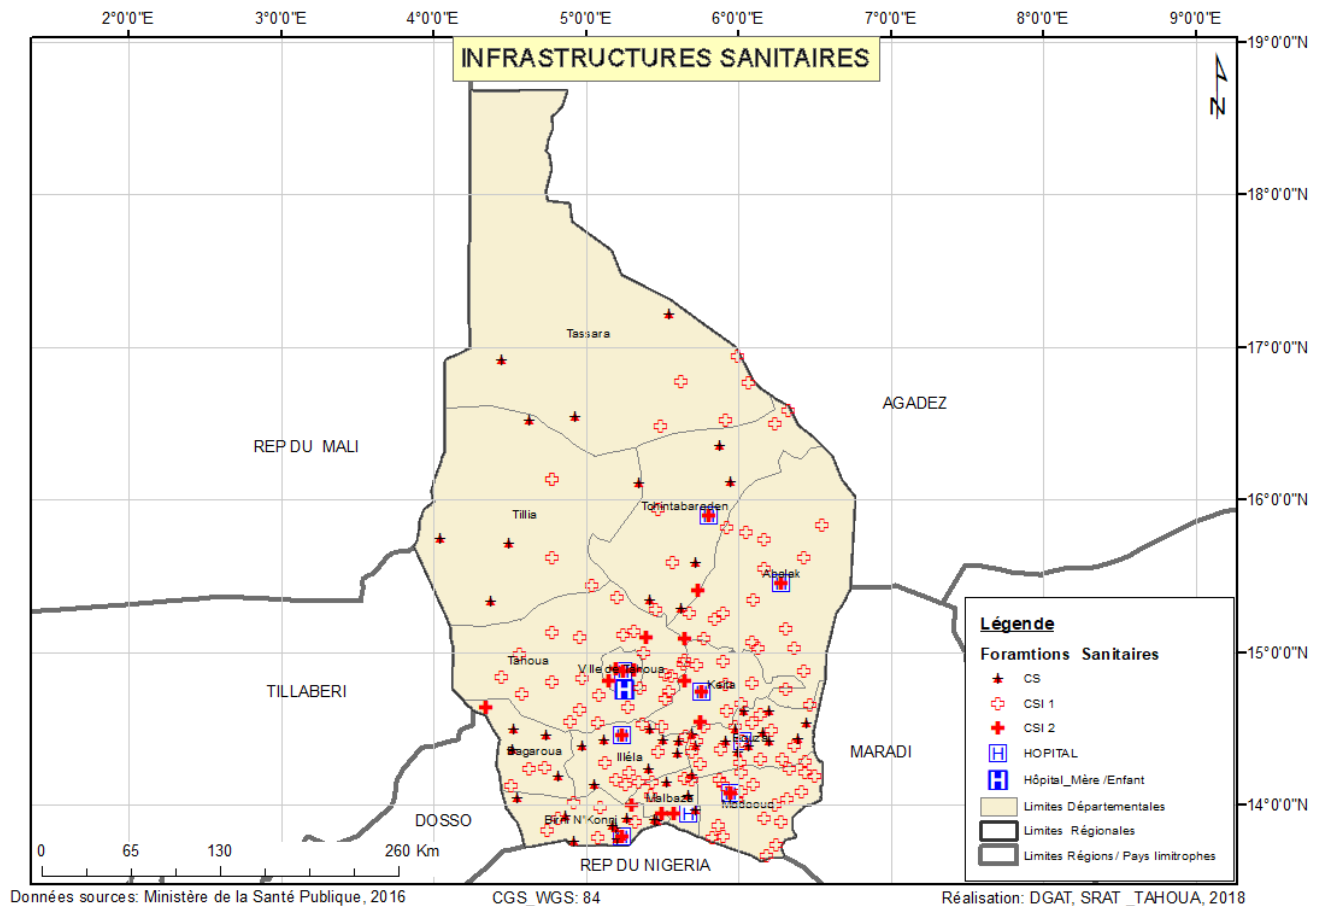 2°0'0"E 3°0'0"E 4°0'0"E 5°0'0"E 6°0'0"E 7°0'0"E 8°0'0"E 9°0'0"E
INFRASTRUCTURES SANITAIRES
19°0'0"N
N
18°0'0"N
Tassara
17°0'0"N
AGADEZ
REP DU MALI
Tchintabaraden
16°0'0"N
Tillia
Abalak
Légende
Foramtions Sanitaires
CS
CSI 1
CSI 2
H HOPITAL
H Hôpital_Mère /Enfant
Limites Départementales
Limites Régionales
Limites Régions / Pays limitrophes
15°0'0"N
Tahoua
Ville de Tahoua
Keita
TILLABERI
Bagaroua
Illéla
Bouza
MARADI
Malbaza
Madaoua
14°0'0"N
DOSSO
Birni N'Konni
REP DU NIGERIA
0 65 130 260 Km
Données sources: Ministère de la Santé Publique, 2016
CGS_WGS: 84
Réalisation: DGAT, SRAT _TAHOUA, 2018